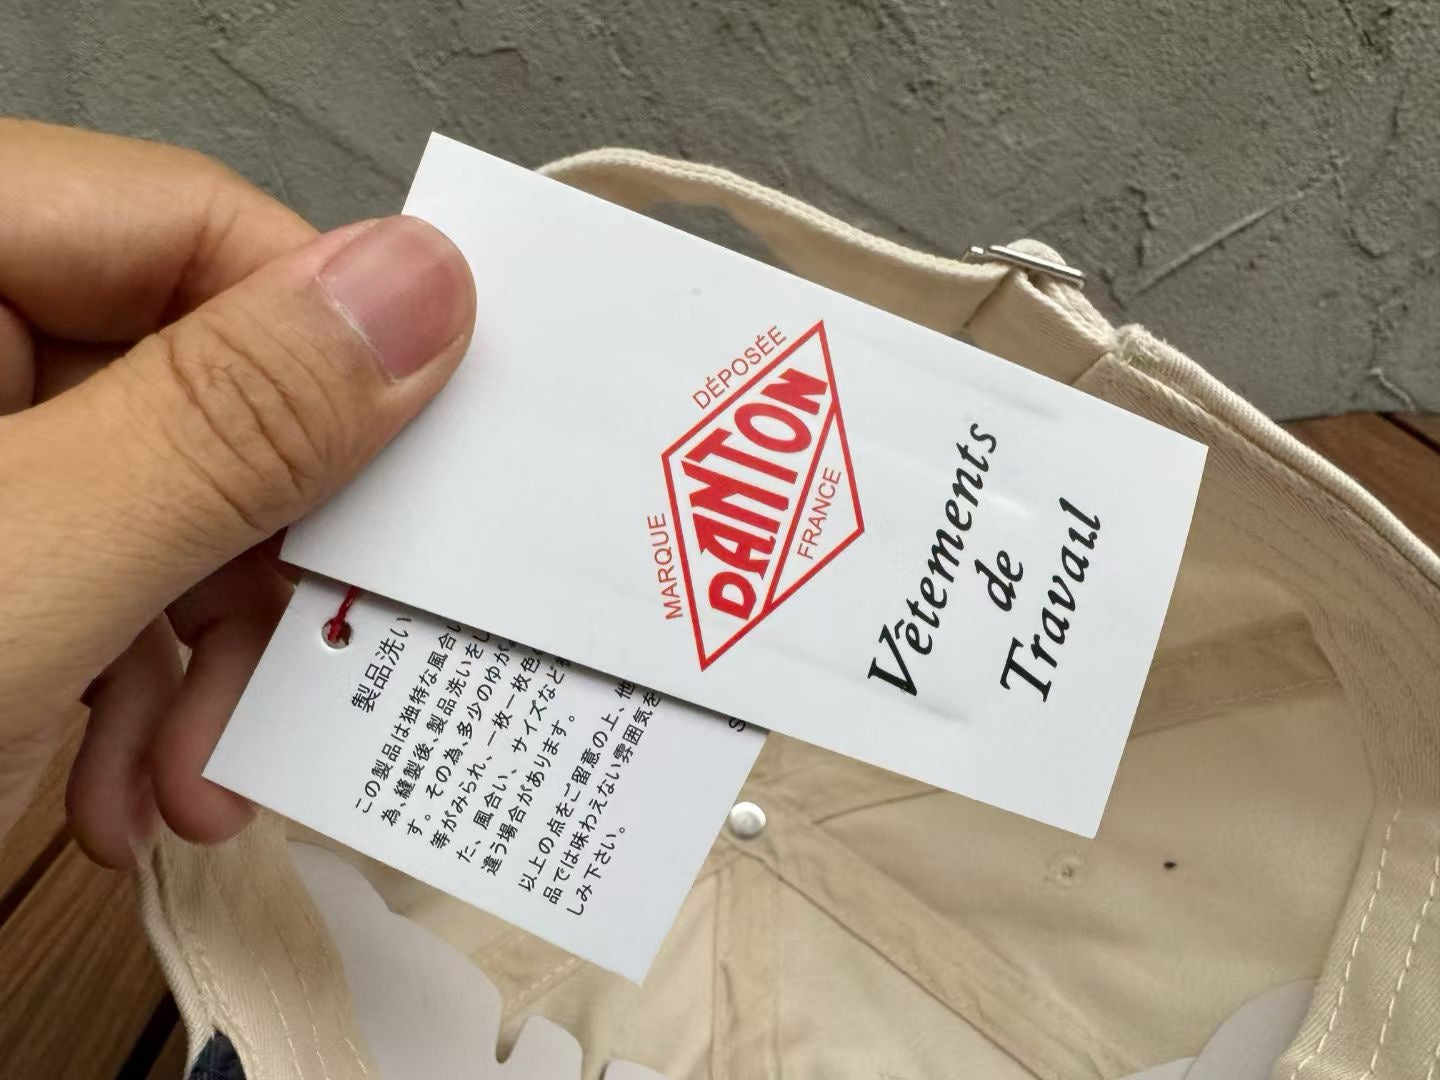 MARQUE DÉPOSÉE
DANTON
FRANCE
Vêtements
de
Travail
製品洗い
この製品は独特な風合い
為、縫製後、製品洗いをし
す。その為、多少のゆが
等がみられ、一枚一枚色
た、風合い、サイズなど
違う場合があります。
以上の点をご留意の上、他
品では味わえない雰囲気を
しみ下さい。
S